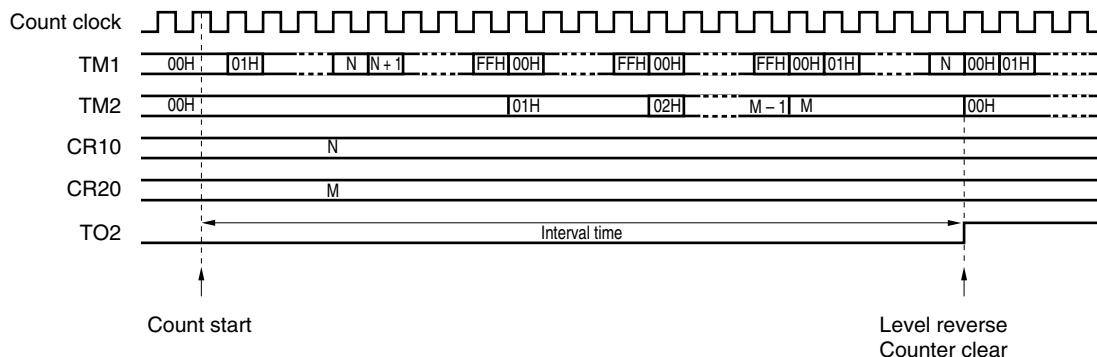 Count clock
TM1 00H 01H N N + 1 FFH 00H FFH 00H FFH 00H 01H N 00H 01H
TM2 00H 01H 02H M – 1 M 00H
CR10 N
CR20 M
TO2 Interval time
Count start Level reverse
Counter clear